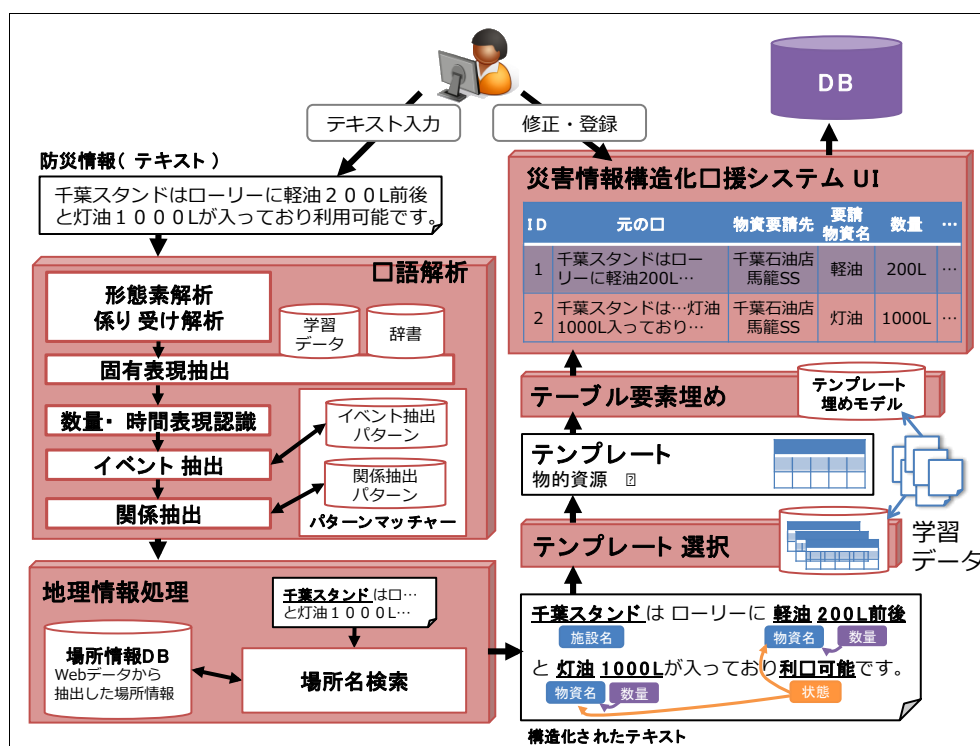 DB
テキスト入力
修正・登録
防災情報( テキスト )
千葉スタンドはローリーに軽油２００L前後
と灯油１０００Lが入っており利用可能です。
口語解析
形態素解析
係り受け解析
学習
データ
辞書
固有表現抽出
数量・ 時間表現認識
イベント抽出
パターン
イベント 抽出
関係抽出
パターン
関係抽出
パターンマッチャー
地理情報処理
千葉スタンド はロ…
と灯油１０００L…
場所情報DB
Webデータから
抽出した場所情報
場所名検索
千葉スタンド は ローリーに 軽油 200L前後
施設名 物資名 数量
と 灯油 1000Lが入っており利口可能です。
物資名 数量 状態
構造化されたテキスト
テンプレート 選択
学習
データ
テンプレート
物的資源 ⍰
テーブル要素埋め
テンプレート
埋めモデル
災害情報構造化口援システム UI
ID 元の口 物資要請先 要請物資名 数量 …
1 千葉スタンドはローリーに軽油200L… 千葉石油店馬籠SS 軽油 200L …
2 千葉スタンドは…灯油1000L入っており… 千葉石油店馬籠SS 灯油 1000L …